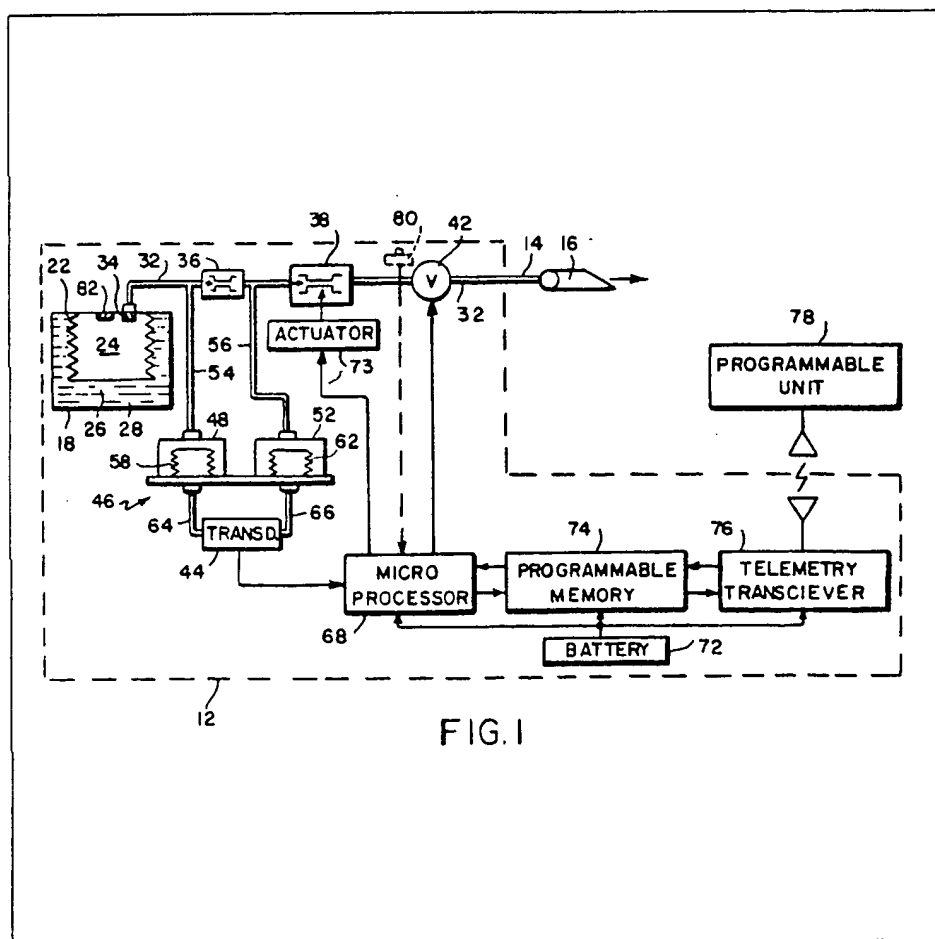 38
80
42
22
34
82
32
36
14
16
V
32
24
56
ACTUATOR
73
54
78
PROGRAMMABLE
UNIT
18
26
28
48
52
58
62
46
64
66
TRANSD.
44
74
76
MICRO
PROCESSOR
PROGRAMMABLE
MEMORY
TELEMETRY
TRANSCIEVER
68
BATTERY
72
12
FIG. 1